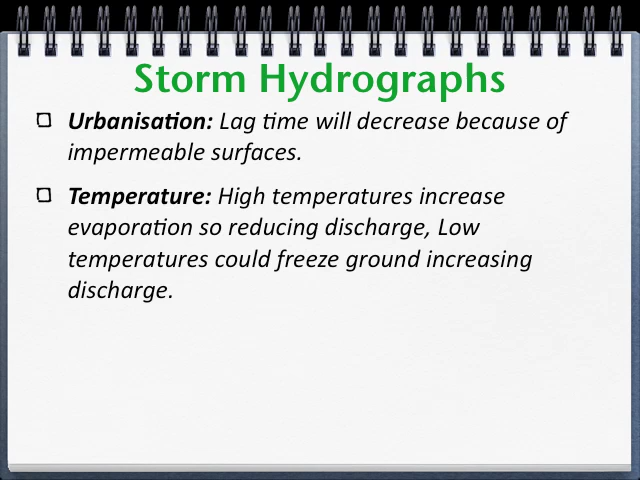 Storm Hydrographs
Urbanisation: Lag time will decrease because of
impermeable surfaces.
Temperature: High temperatures increase
evaporation so reducing discharge, Low
temperatures could freeze ground increasing
discharge.